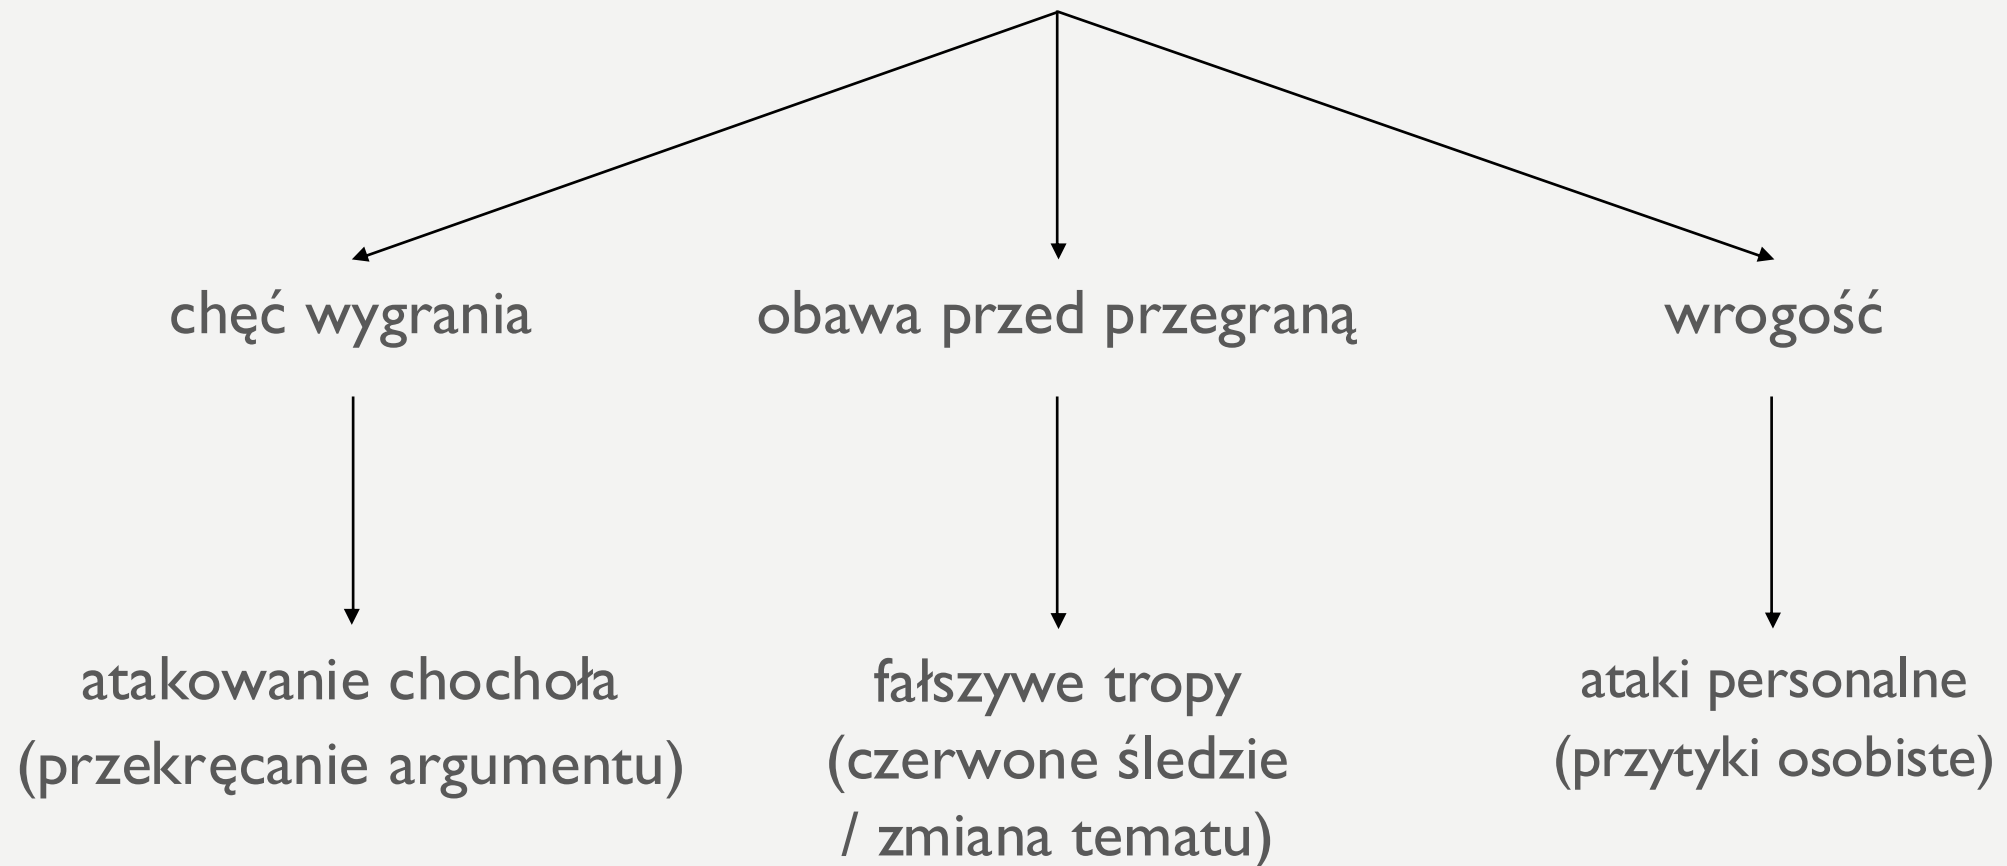 chęć wygrania
obawa przed przegraną
wrogość
atakowanie chochoła
(przekręcanie argumentu)
fałszywe tropy
(czerwone śledzie
/ zmiana tematu)
ataki personalne
(przytyki osobiste)